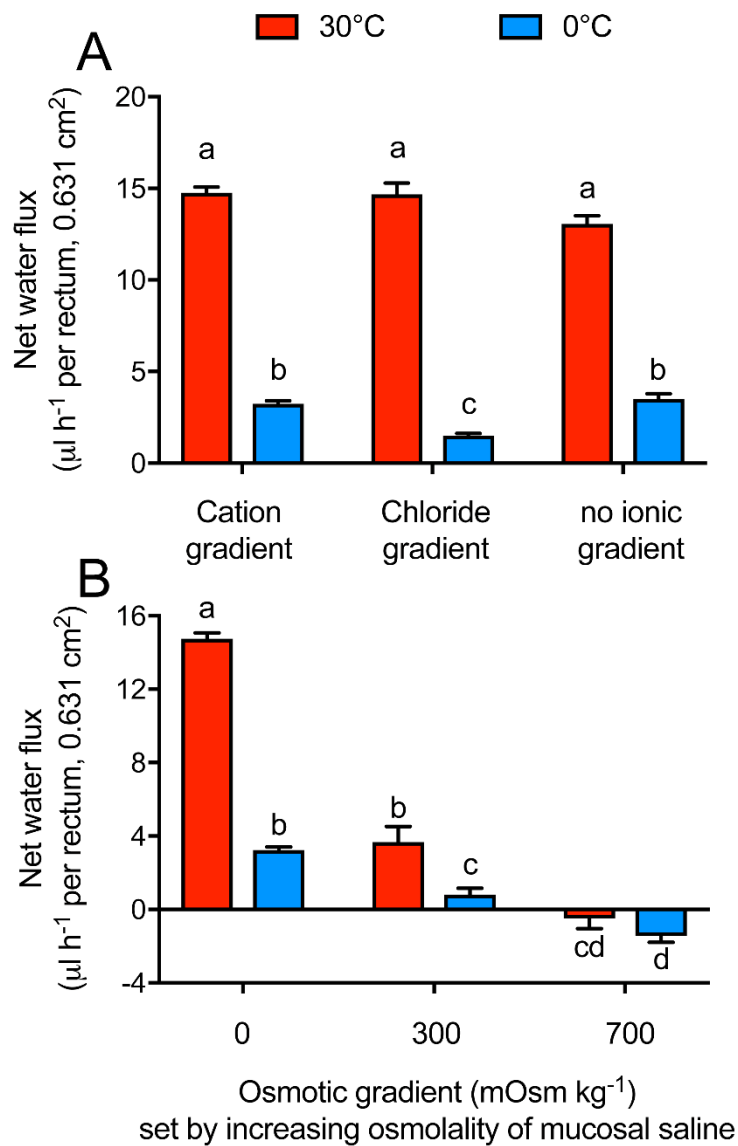 30°C 0°C
A
Net water flux
(µl h⁻¹ per rectum, 0.631 cm²)
20
15
10
5
0
a a a
b c b
Cation gradient
Chloride gradient
no ionic gradient
B
Net water flux
(µl h⁻¹ per rectum, 0.631 cm²)
16
12
8
4
0
-4
a
b b
c
cd d
0 300 700
Osmotic gradient (mOsm kg⁻¹)
set by increasing osmolality of mucosal saline